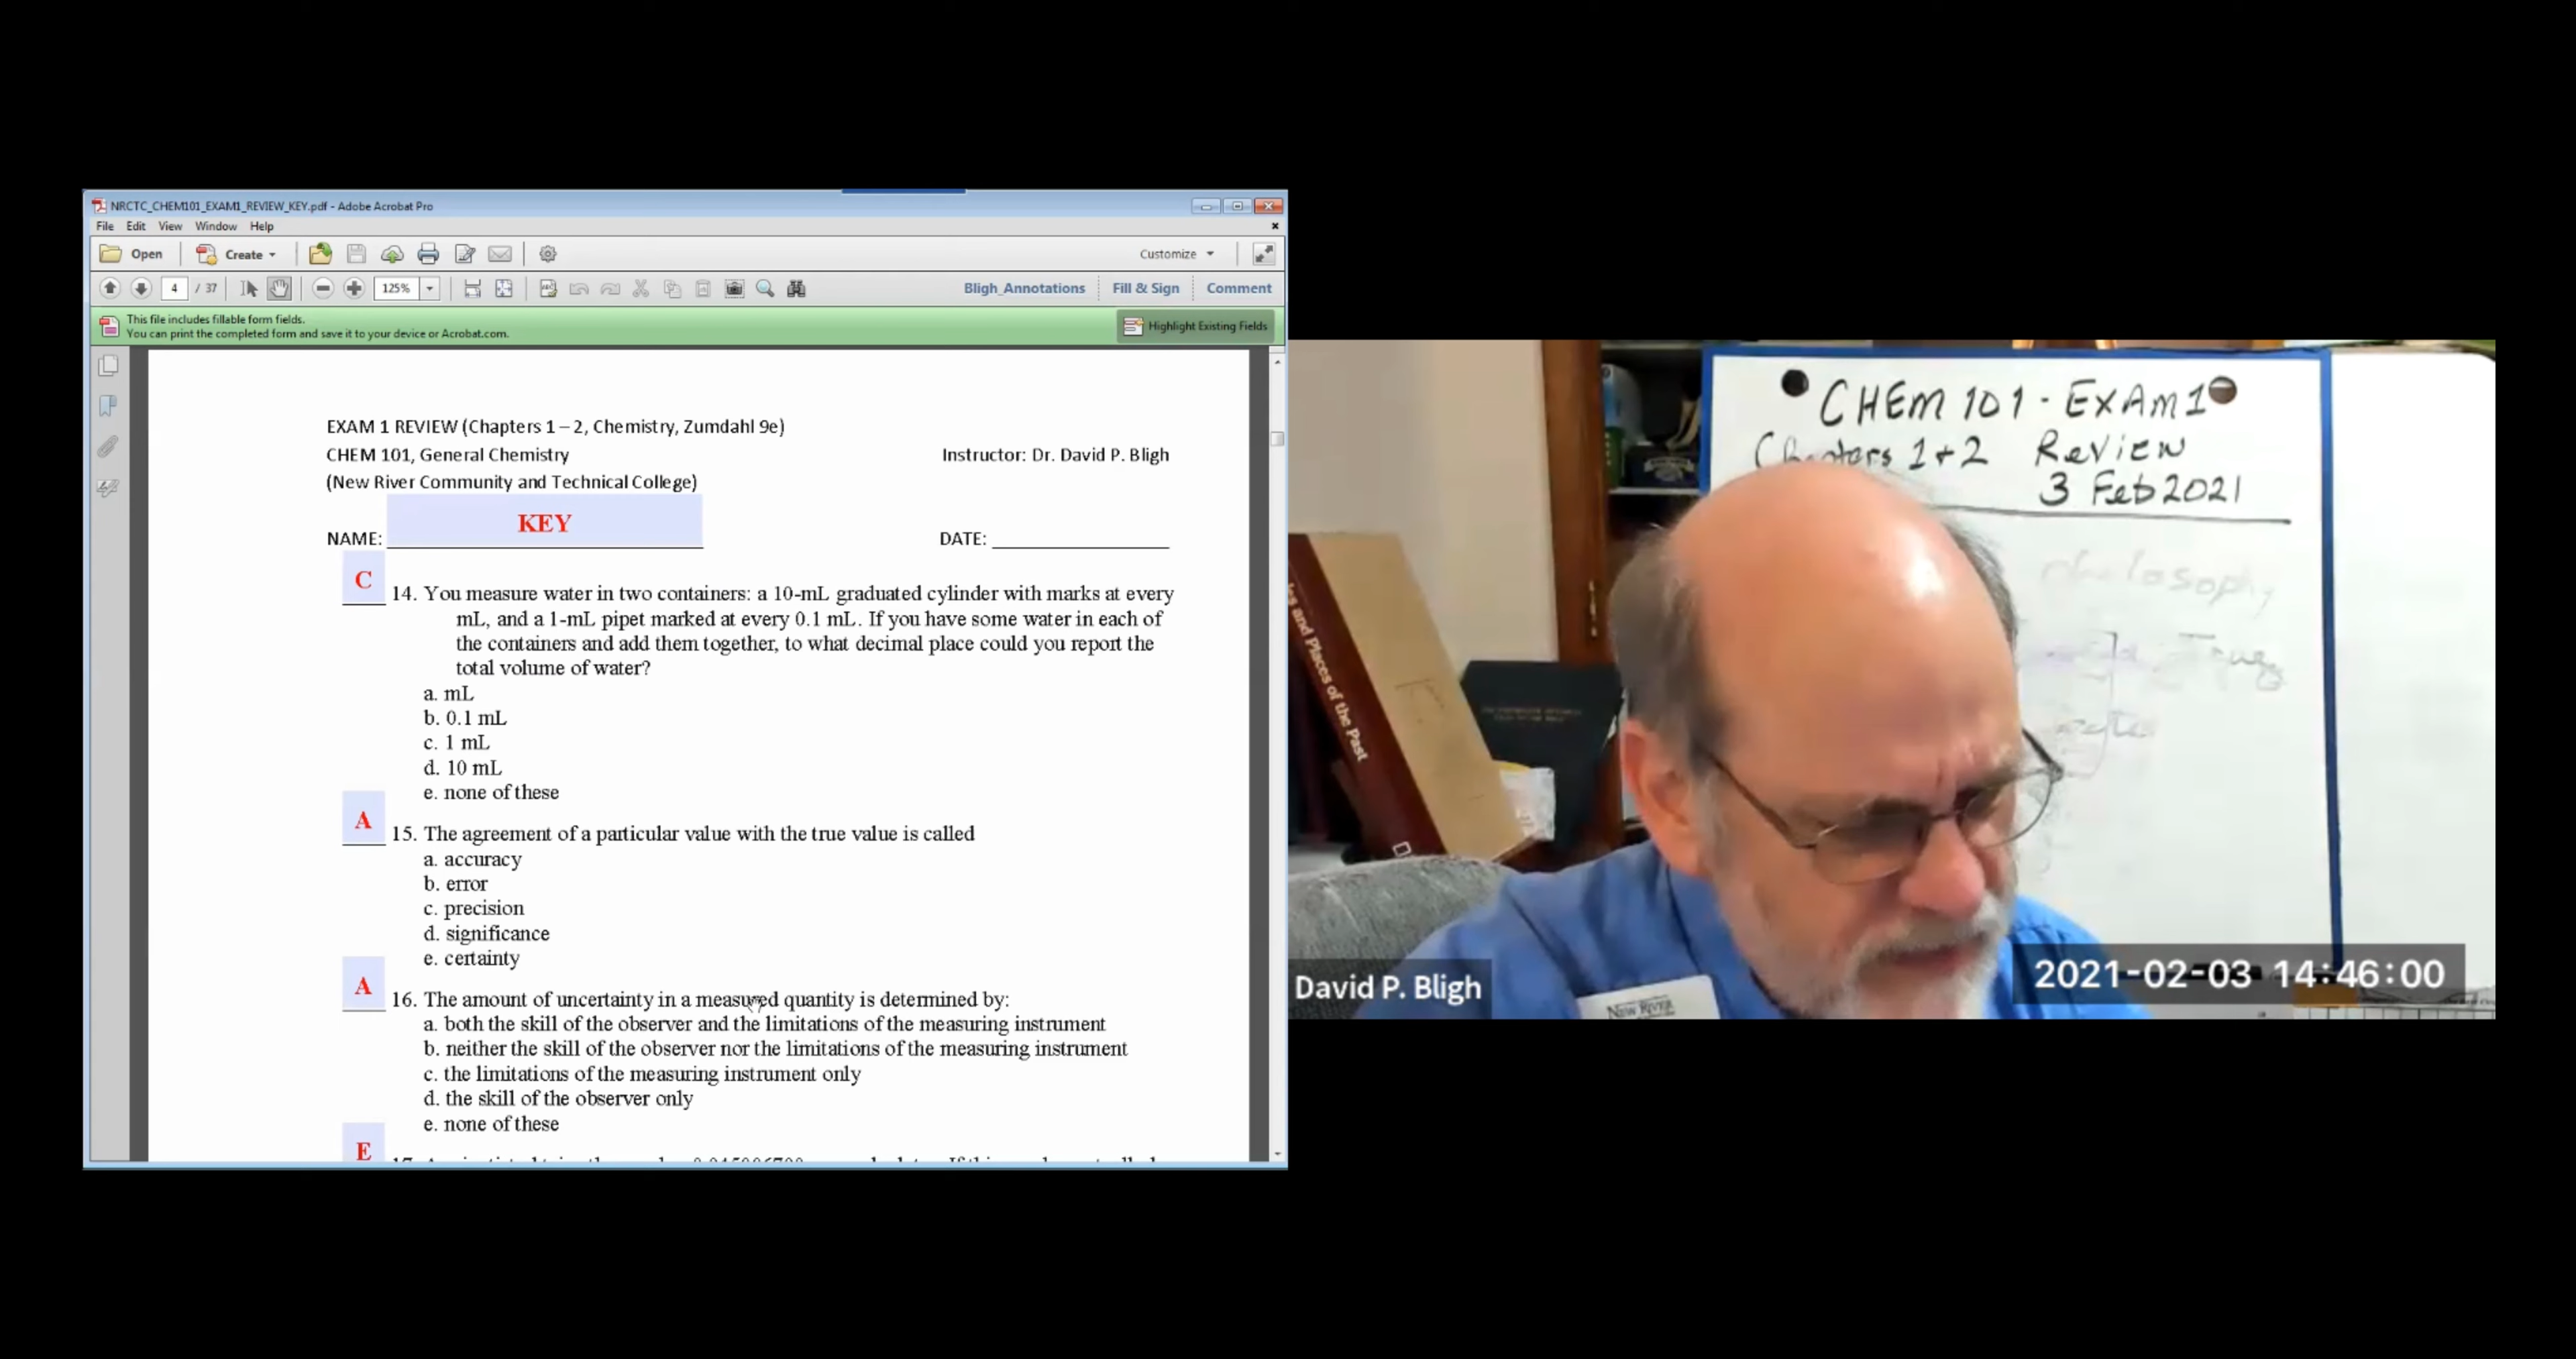 NRCTC_CHEM101_EXAM1_REVIEW_KEY.pdf - Adobe Acrobat Pro
File Edit View Window Help
Open Create Customize
4 / 37 125% Bligh_Annotations Fill & Sign Comment
This file includes fillable form fields.
You can print the completed form and save it to your device or Acrobat.com.
Highlight Existing Fields
EXAM 1 REVIEW (Chapters 1 – 2, Chemistry, Zumdahl 9e)
CHEM 101, General Chemistry Instructor: Dr. David P. Bligh
(New River Community and Technical College)
NAME: KEY DATE:
C 14. You measure water in two containers: a 10-mL graduated cylinder with marks at every
mL, and a 1-mL pipet marked at every 0.1 mL. If you have some water in each of
the containers and add them together, to what decimal place could you report the
total volume of water?
a. mL
b. 0.1 mL
c. 1 mL
d. 10 mL
e. none of these
A 15. The agreement of a particular value with the true value is called
a. accuracy
b. error
c. precision
d. significance
e. certainty
A 16. The amount of uncertainty in a measured quantity is determined by:
a. both the skill of the observer and the limitations of the measuring instrument
b. neither the skill of the observer nor the limitations of the measuring instrument
c. the limitations of the measuring instrument only
d. the skill of the observer only
e. none of these
E
CHEM 101 - EXAM 1
Chapters 1 + 2 Review
3 Feb 2021
philosophy
and Places of the Past
NEW RIVER
David P. Bligh
2021-02-03 14:46:00